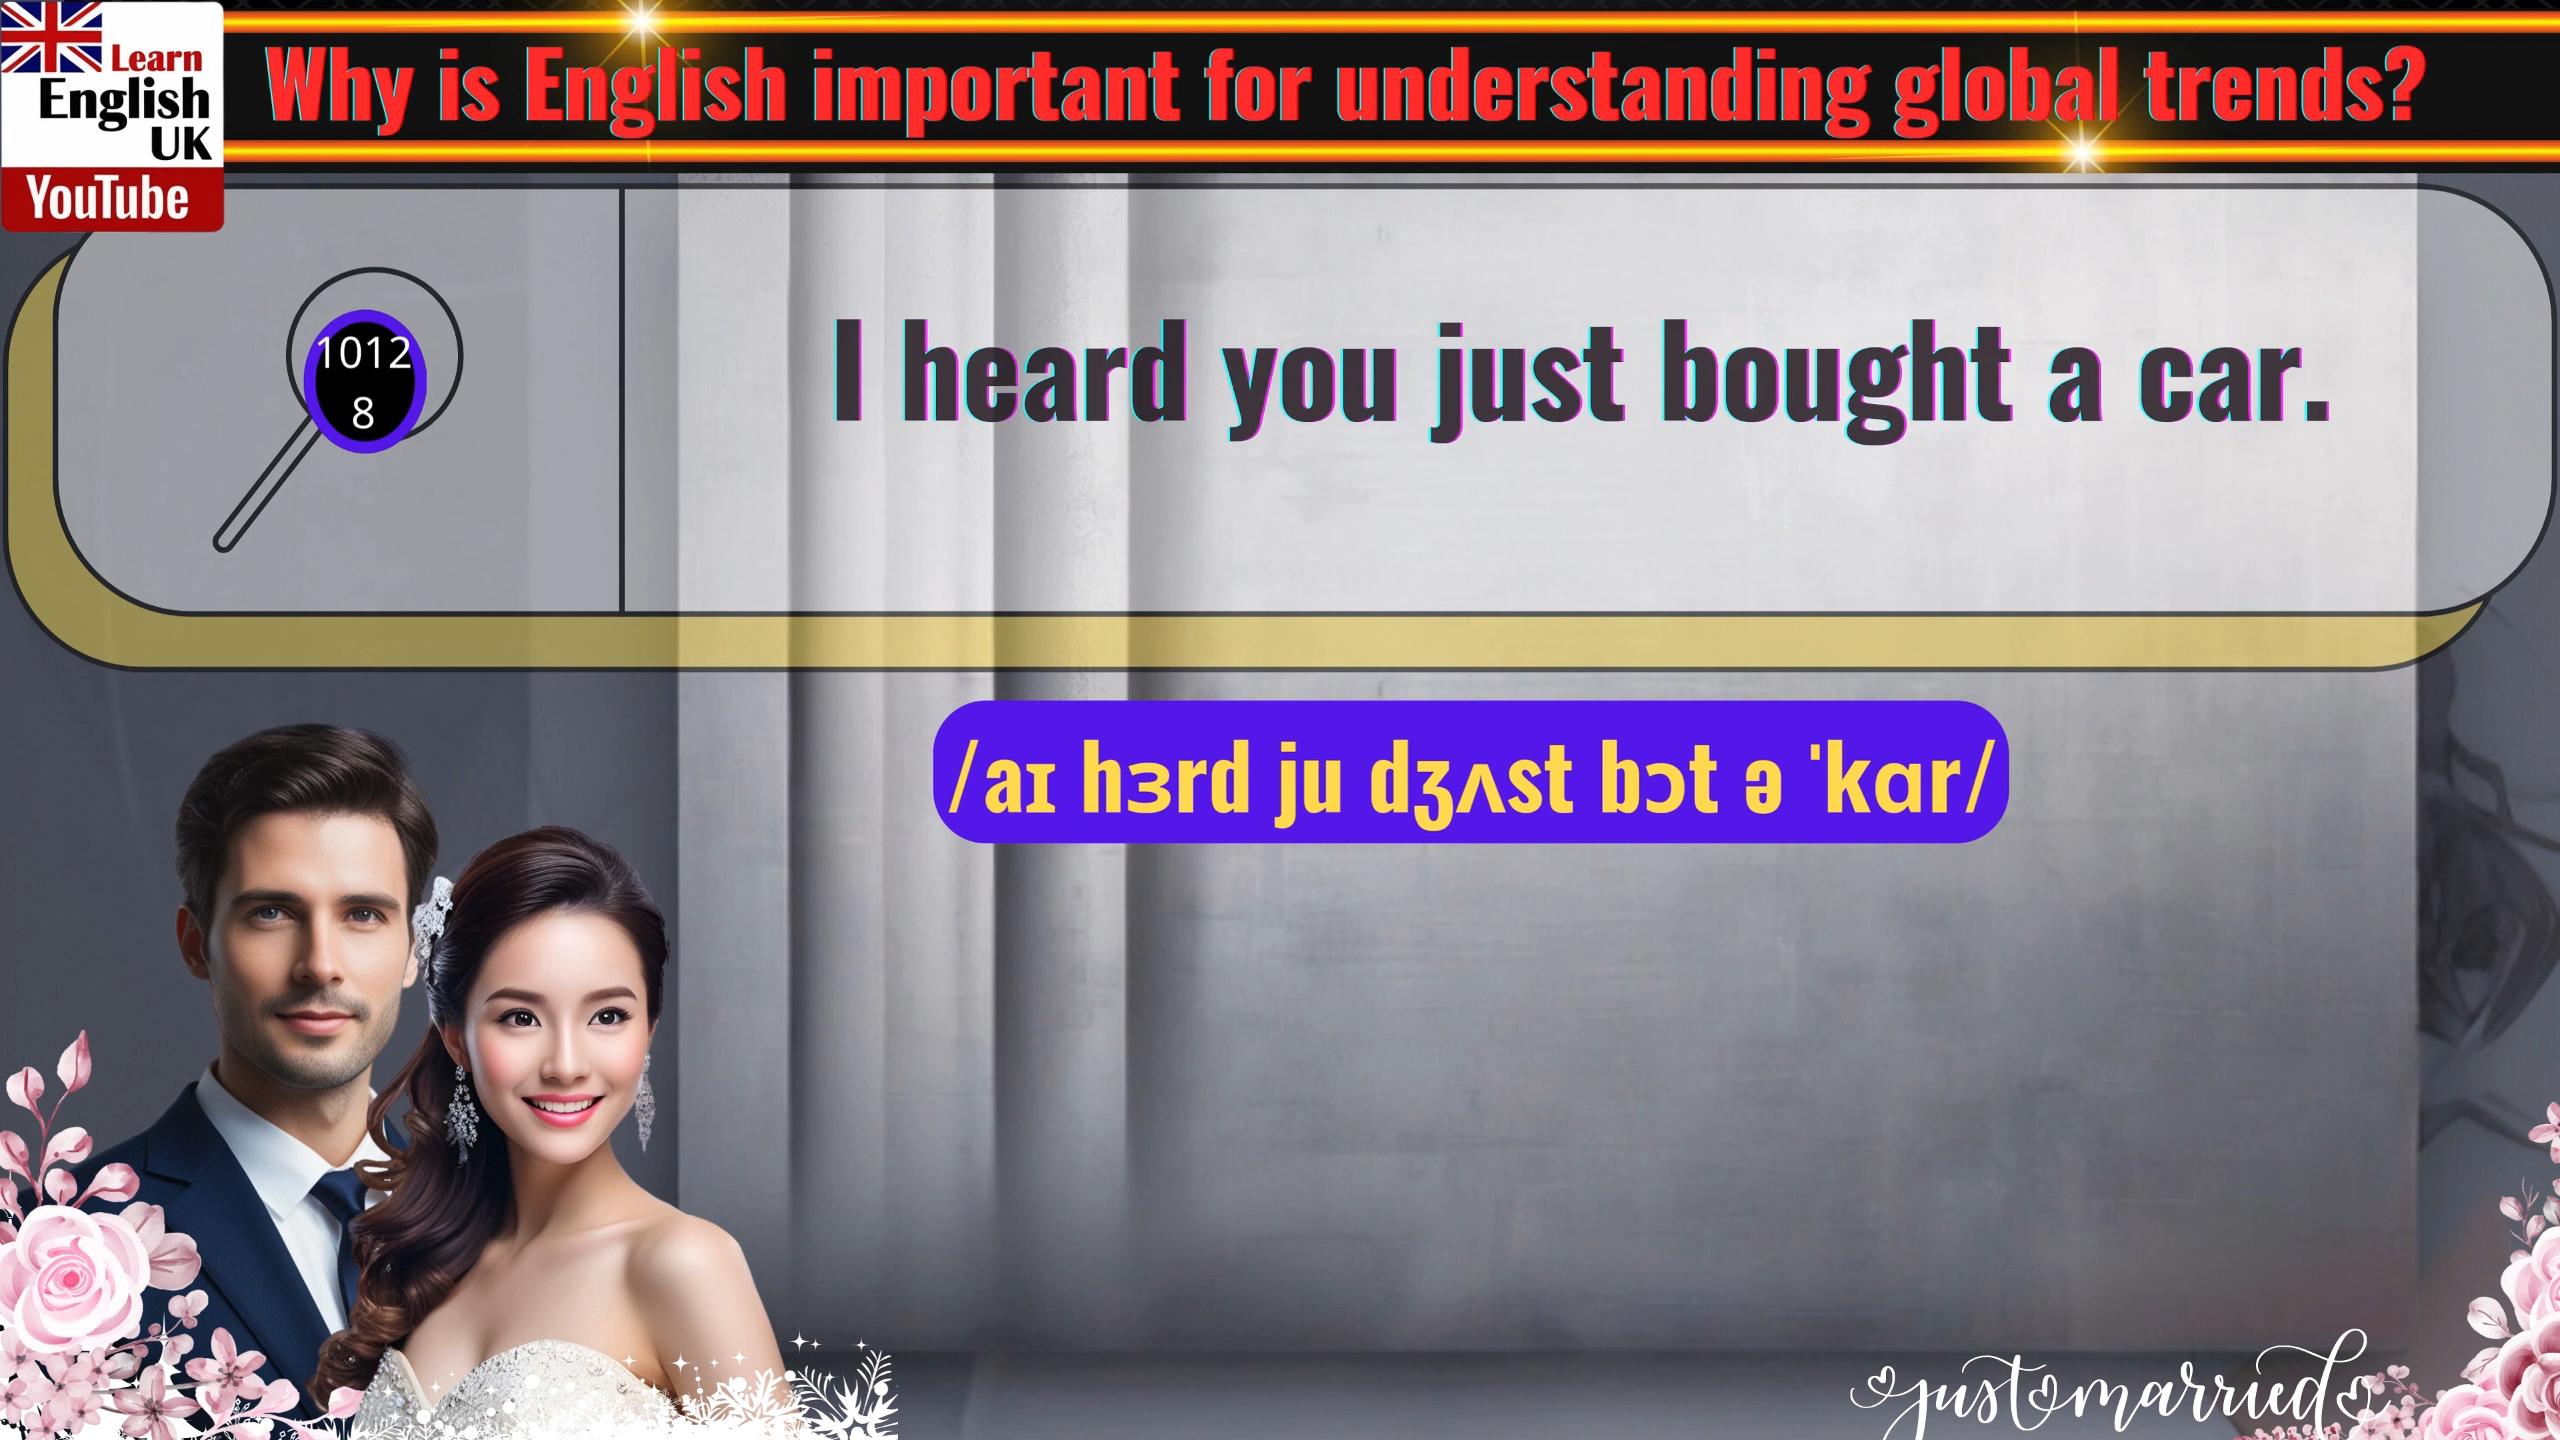 Learn
English
UK
YouTube
Why is English important for understanding global trends?
1012
8
I heard you just bought a car.
/aɪ hɜrd ju dʒʌst bɔt ə ˈkɑr/
just married